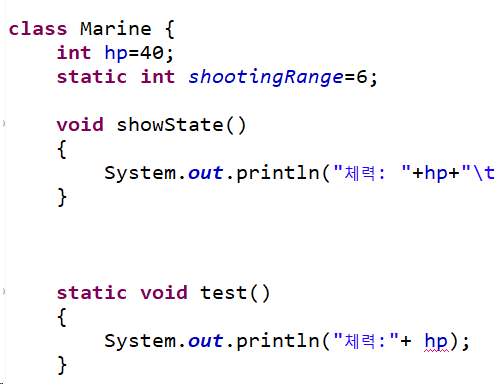 class Marine {
int hp=40;
static int shootingRange=6;
void showState()
{
System.out.println("체력: "+hp+"\t
}
static void test()
{
System.out.println("체력:"+ hp);
}